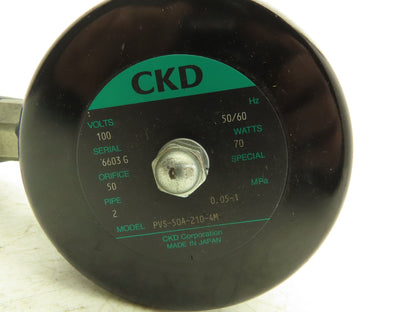 CKD
Hz
VOLTS 50/60
100 WATTS
SERIAL 70
6603 G SPECIAL
ORIFICE
50 MPa
PIPE 0.05-1
2
MODEL PVS-50A-210-4M
CKD Corporation
MADE IN JAPAN